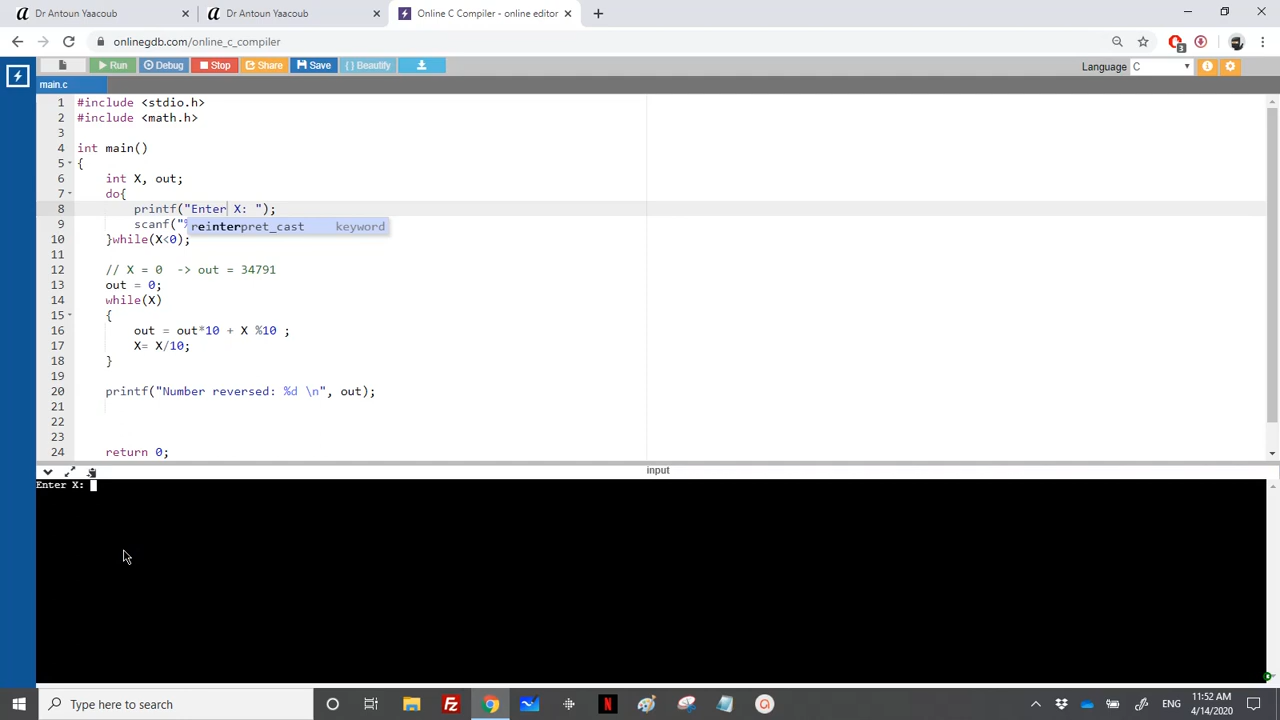 Dr Antoun Yaacoub
Dr Antoun Yaacoub
Online C Compiler - online editor
onlinegdb.com/online_c_compiler
3
Run
Debug
Stop
Share
Save
{ } Beautify
Language C
main.c
1 #include <stdio.h>
2 #include <math.h>
3
4 int main()
5 {
6 int X, out;
7 do{
8 printf("Enter X: ");
9 scanf("%
reinterpret_cast keyword
10 }while(X<0);
11
12 // X = 0 -> out = 34791
13 out = 0;
14 while(X)
15 {
16 out = out*10 + X %10 ;
17 X= X/10;
18 }
19
20 printf("Number reversed: %d \n", out);
21
22
23
24 return 0;
input
Enter X:
Type here to search
ENG
11:52 AM
4/14/2020